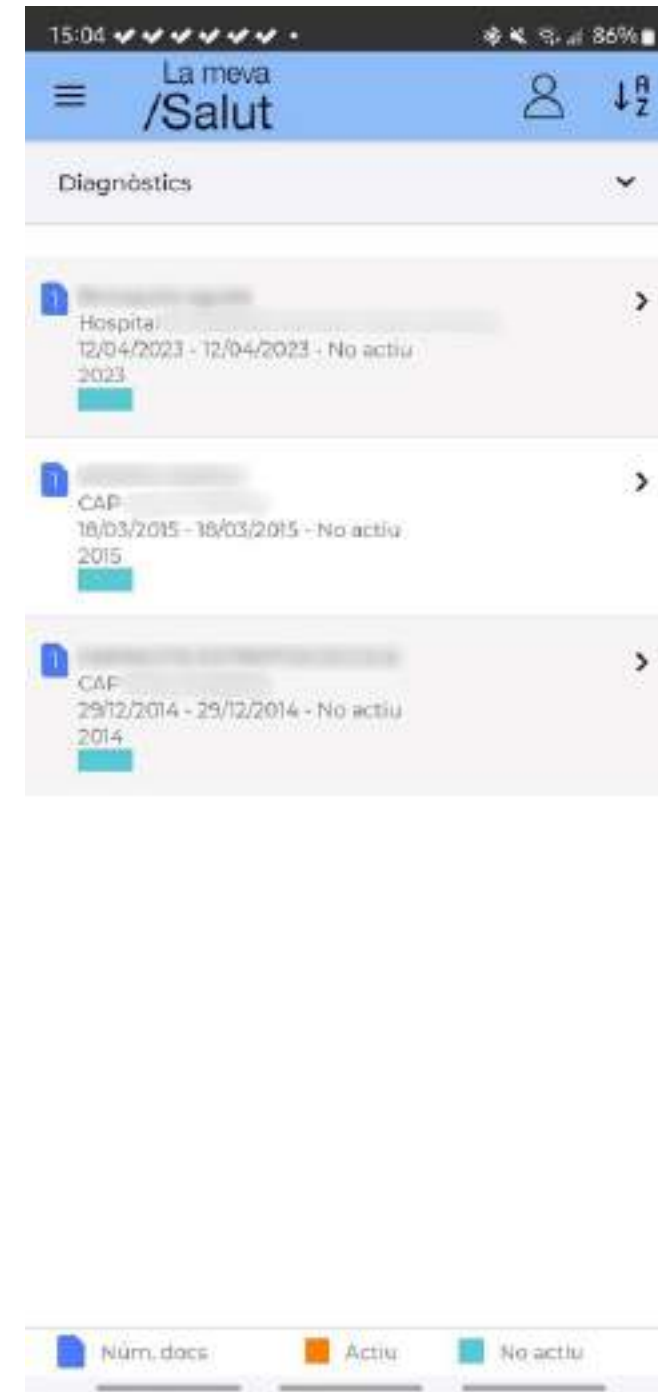 15:04
86%
La meva
/Salut
A
Z
Diagnòstics
1
Hospital
12/04/2023 - 12/04/2023 - No actiu
2023
1
CAP
18/03/2015 - 18/03/2015 - No actiu
2015
1
CAP
29/12/2014 - 29/12/2014 - No actiu
2014
Núm. docs
Actiu
No actiu